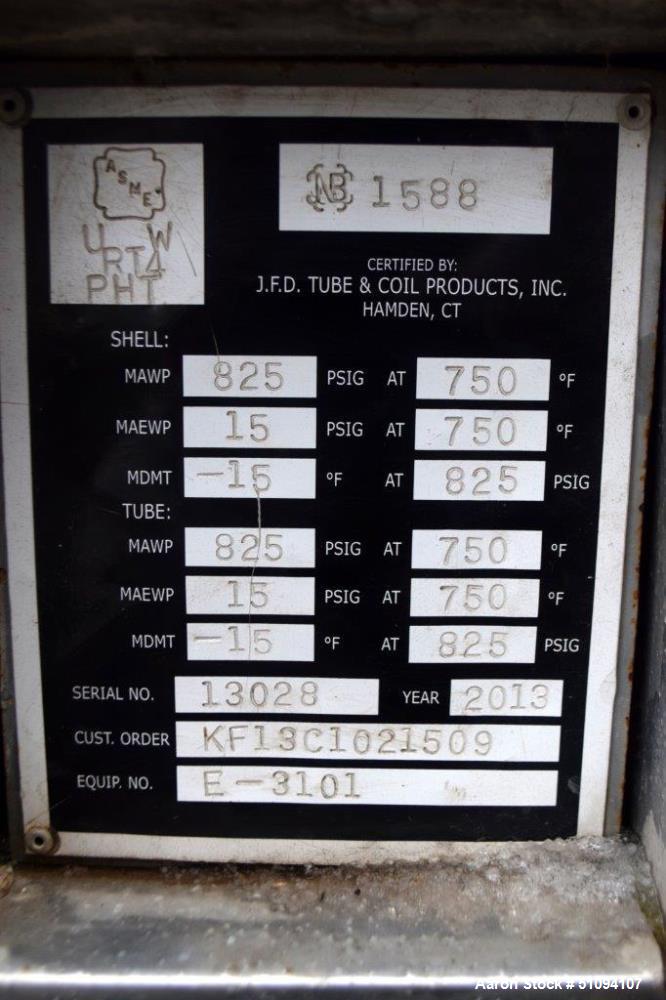 ASME
NB 1588
U W
RT4
PHT
CERTIFIED BY:
J.F.D. TUBE & COIL PRODUCTS, INC.
HAMDEN, CT
SHELL:
MAWP 825 PSIG AT 750 °F
MAEWP 15 PSIG AT 750 °F
MDMT -15 °F AT 825 PSIG
TUBE:
MAWP 825 PSIG AT 750 °F
MAEWP 15 PSIG AT 750 °F
MDMT -15 °F AT 825 PSIG
SERIAL NO. 13028 YEAR 2013
CUST. ORDER KF13C1021509
EQUIP. NO. E-3101
Aaron Stock # 51094107